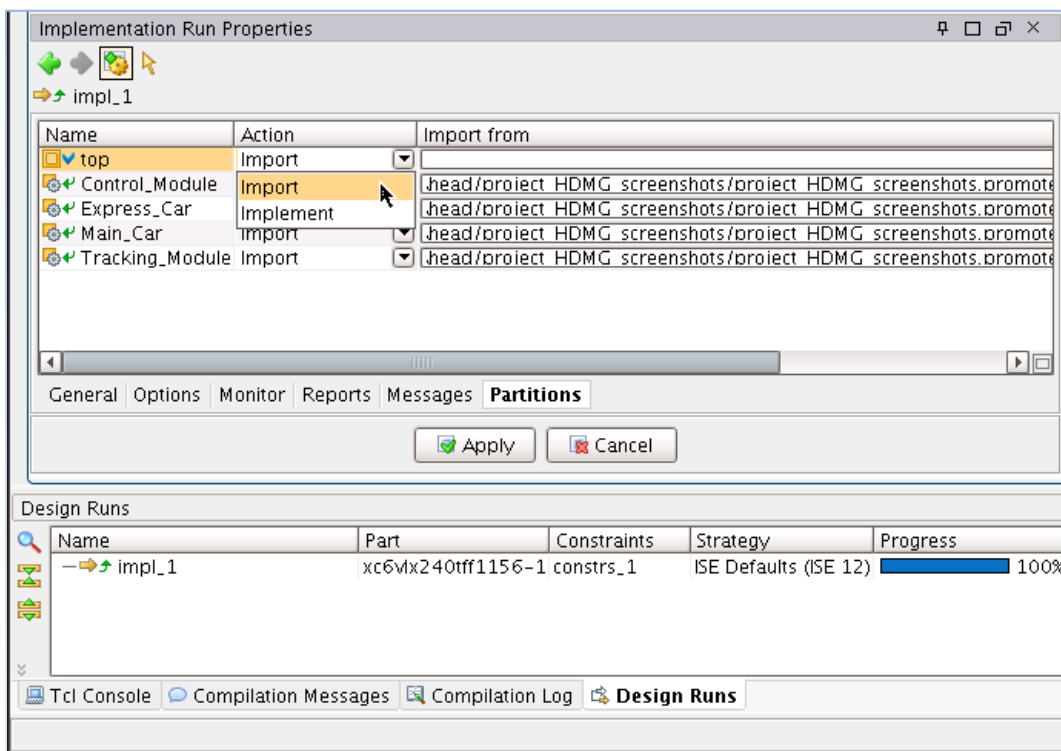 Implementation Run Properties
impl_1
Name Action Import from
top Import
Control_Module Import .head/project_HDMG_screenshots/project_HDMG_screenshots.promote
Express_Car Implement .head/project_HDMG_screenshots/project_HDMG_screenshots.promote
Main_Car Import .head/project_HDMG_screenshots/project_HDMG_screenshots.promote
Tracking_Module Import .head/project_HDMG_screenshots/project_HDMG_screenshots.promote
General Options Monitor Reports Messages Partitions
Apply Cancel
Design Runs
Name Part Constraints Strategy Progress
impl_1 xc6vlx240tff1156-1 constrs_1 ISE Defaults (ISE 12) 100%
Tcl Console Compilation Messages Compilation Log Design Runs